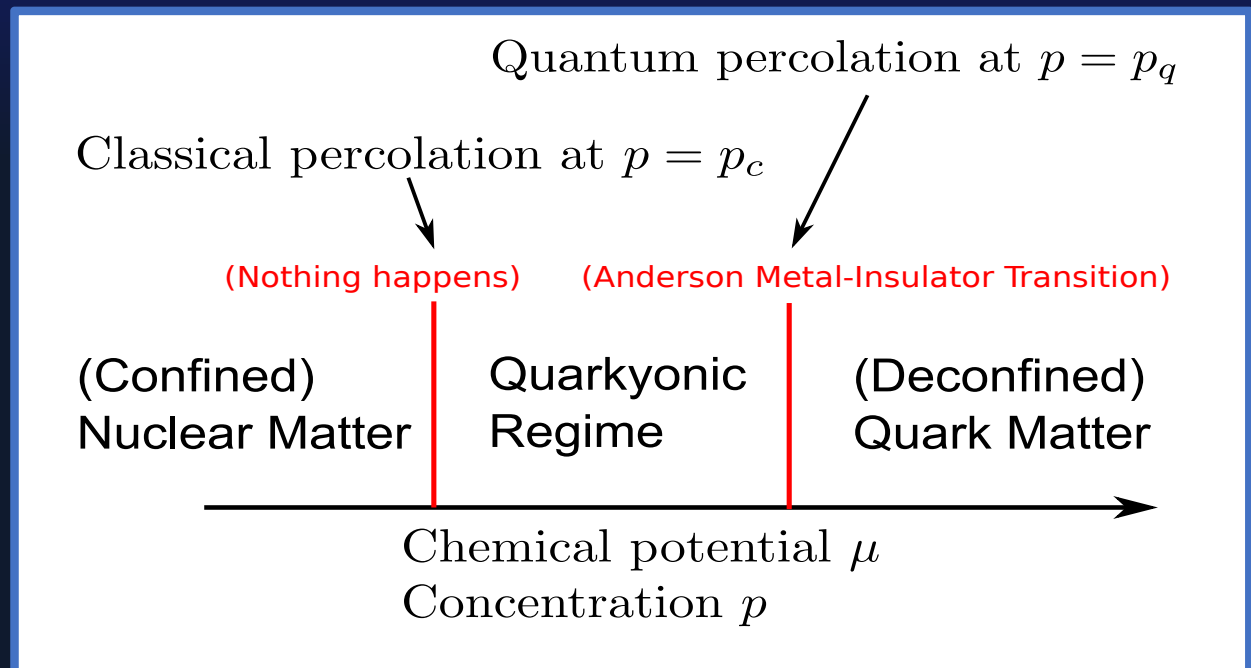 Quantum percolation at p = p_q
Classical percolation at p = p_c
(Nothing happens) (Anderson Metal-Insulator Transition)
(Confined)
Nuclear Matter
Quarkyonic
Regime
(Deconfined)
Quark Matter
Chemical potential μ
Concentration p